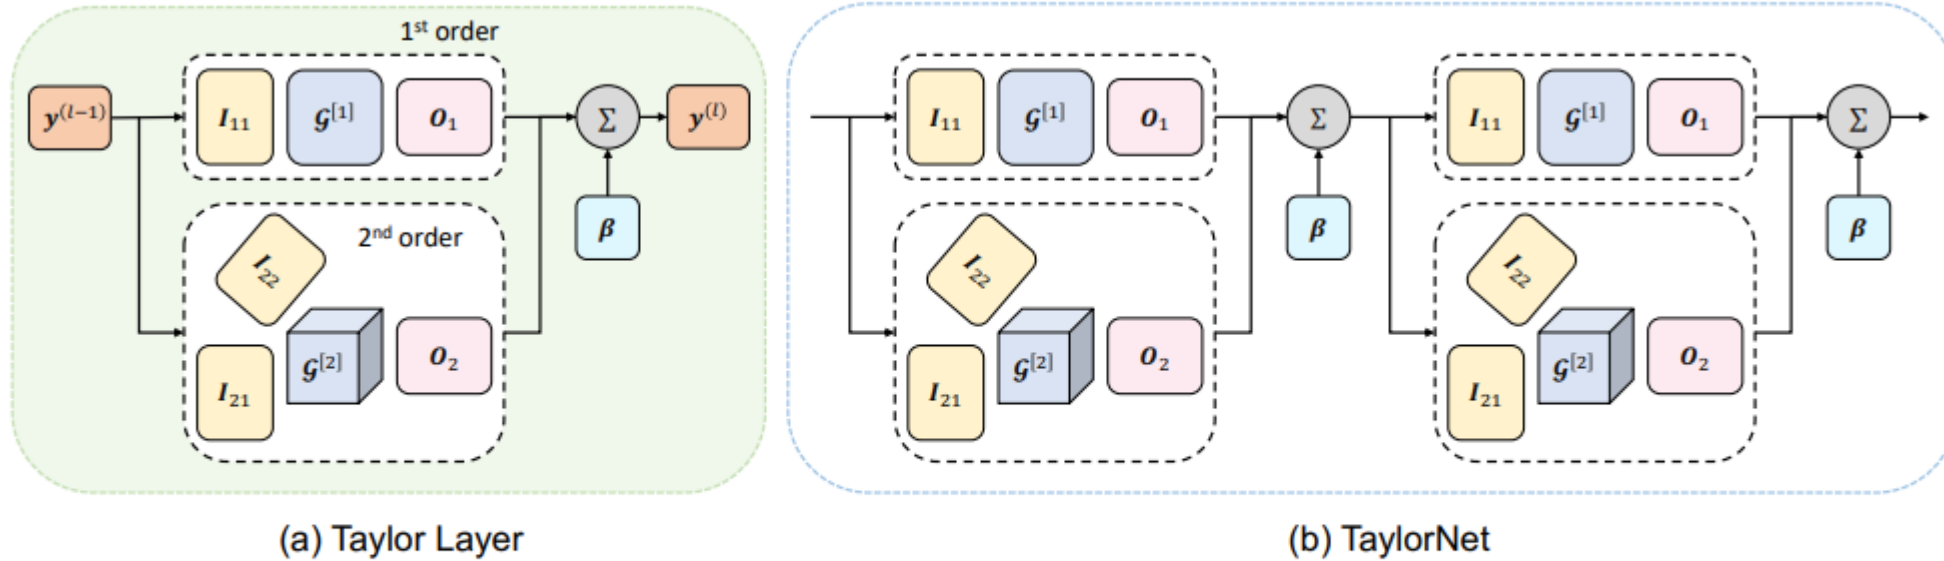 1st order
y(l−1)
I11
G[1]
O1
Σ
y(l)
2nd order
β
I22
G[2]
O2
I21
(a) Taylor Layer
I11
G[1]
O1
Σ
I11
G[1]
O1
Σ
β
β
I22
G[2]
O2
I21
I22
G[2]
O2
I21
(b) TaylorNet